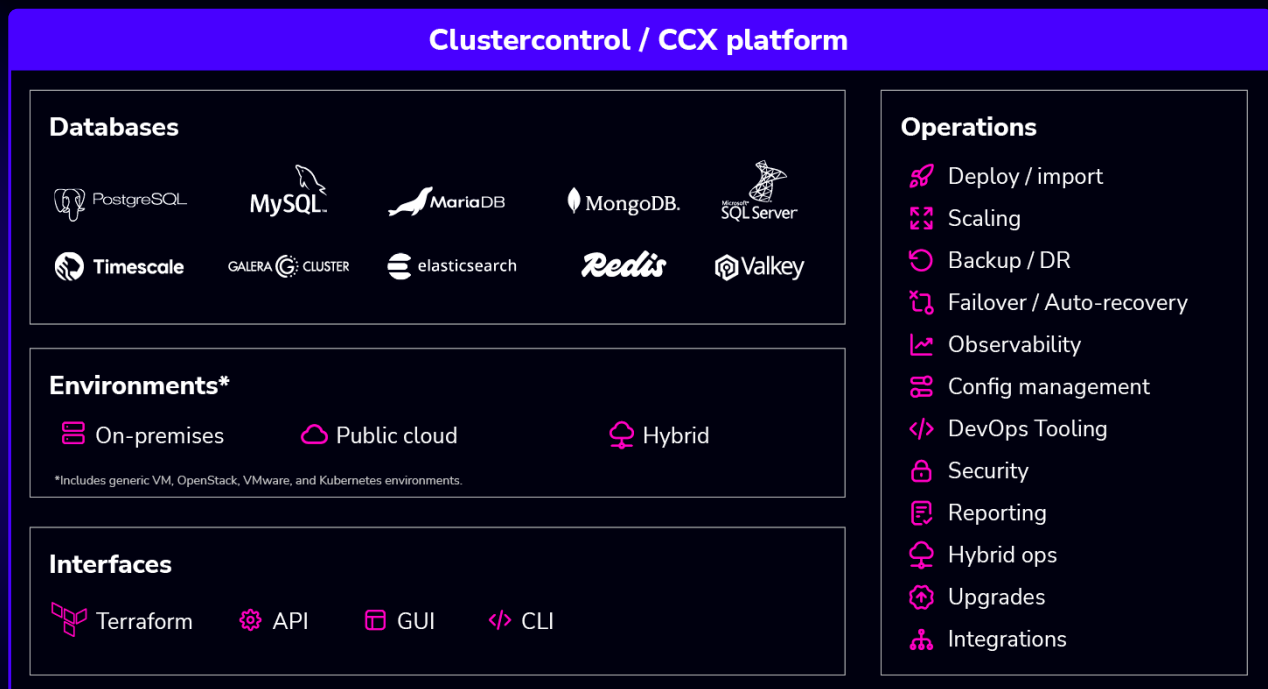 Clustercontrol / CCX platform
Databases
PostgreSQL
MySQL™
MariaDB
MongoDB.
Microsoft®
SQL Server
Timescale
GALERA CLUSTER
elasticsearch
Redis
Valkey
Environments*
On-premises
Public cloud
Hybrid
*Includes generic VM, OpenStack, VMware, and Kubernetes environments.
Interfaces
Terraform
API
GUI
CLI
Operations
Deploy / import
Scaling
Backup / DR
Failover / Auto-recovery
Observability
Config management
DevOps Tooling
Security
Reporting
Hybrid ops
Upgrades
Integrations